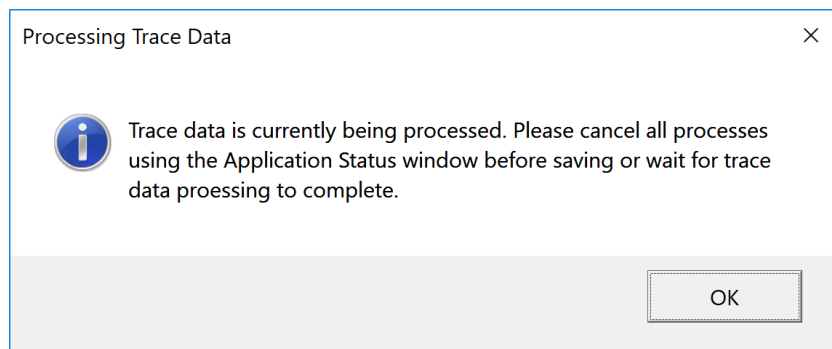 Processing Trace Data
Trace data is currently being processed. Please cancel all processes
using the Application Status window before saving or wait for trace
data proessing to complete.
OK